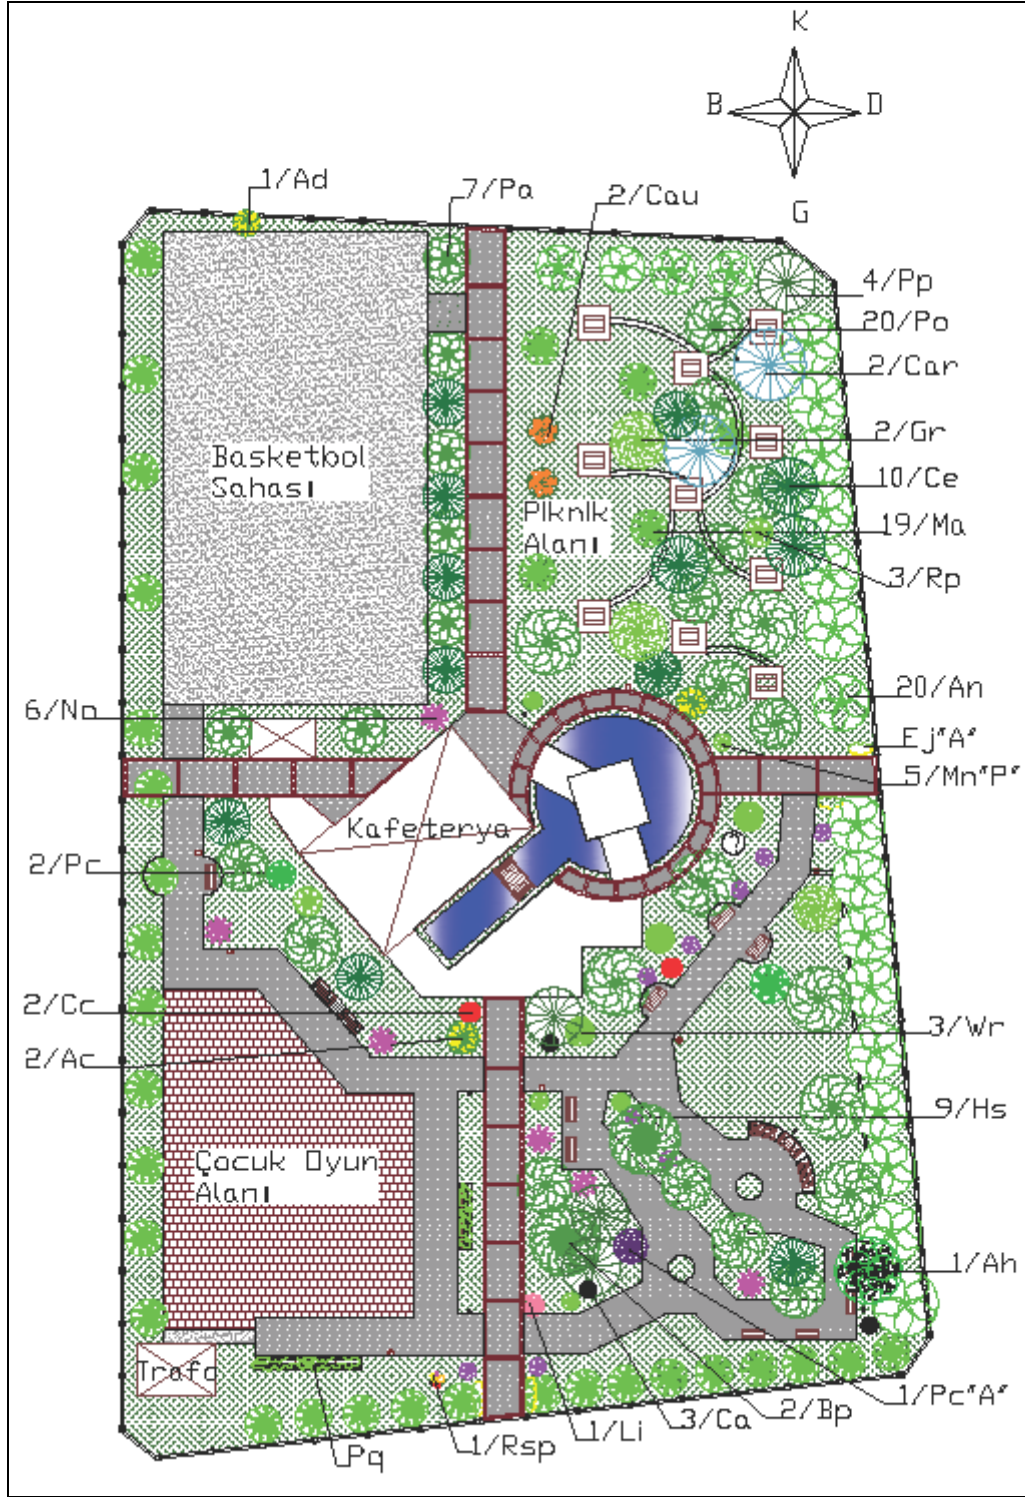 K
B D
G
1/Ad
7/Pa
2/Cau
4/Pp
20/Po
2/Car
2/Gr
Basketbol
Sahası
10/Ce
Piknik
Alanı
19/Ma
3/Rp
6/No
20/An
Ej"A"
5/Mn"P"
Kafeterya
2/Pc
2/Cc
2/Ac
3/Wr
9/Hs
Çocuk Oyun
Alanı
1/Ah
Trafo
Pq
1/Rsp
1/Li
3/Ca
2/Bp
1/Pc"A"